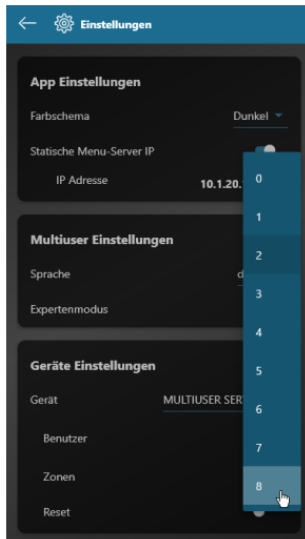 Einstellungen
App Einstellungen
Farbschema Dunkel
Statische Menu-Server IP
IP Adresse 10.1.20.
Multiuser Einstellungen
Sprache d
Expertenmodus
Geräte Einstellungen
Gerät MULTIUSER SER
Benutzer
Zonen
Reset
0
1
2
3
4
5
6
7
8